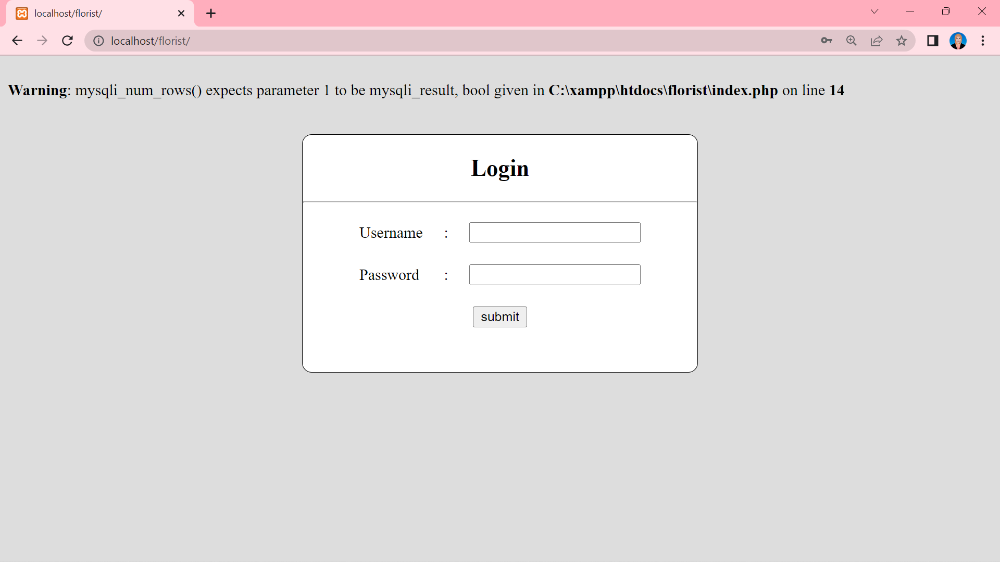 localhost/florist/
localhost/florist/
Warning: mysqli_num_rows() expects parameter 1 to be mysqli_result, bool given in C:\xampp\htdocs\florist\index.php on line 14
Login
Username :
Password :
submit